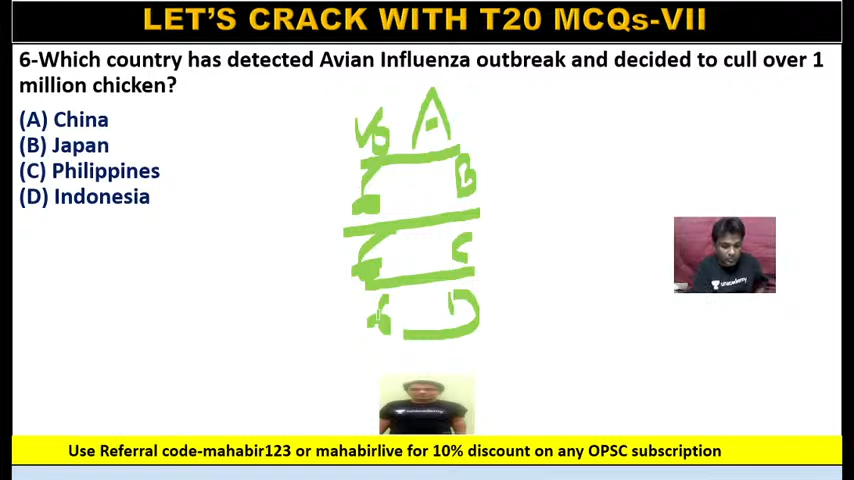 LET'S CRACK WITH T20 MCQs-VII
6-Which country has detected Avian Influenza outbreak and decided to cull over 1
million chicken?
(A) China
(B) Japan
(C) Philippines
(D) Indonesia
A
B
C
D
unacademy
unacademy
Use Referral code-mahabir123 or mahabirlive for 10% discount on any OPSC subscription